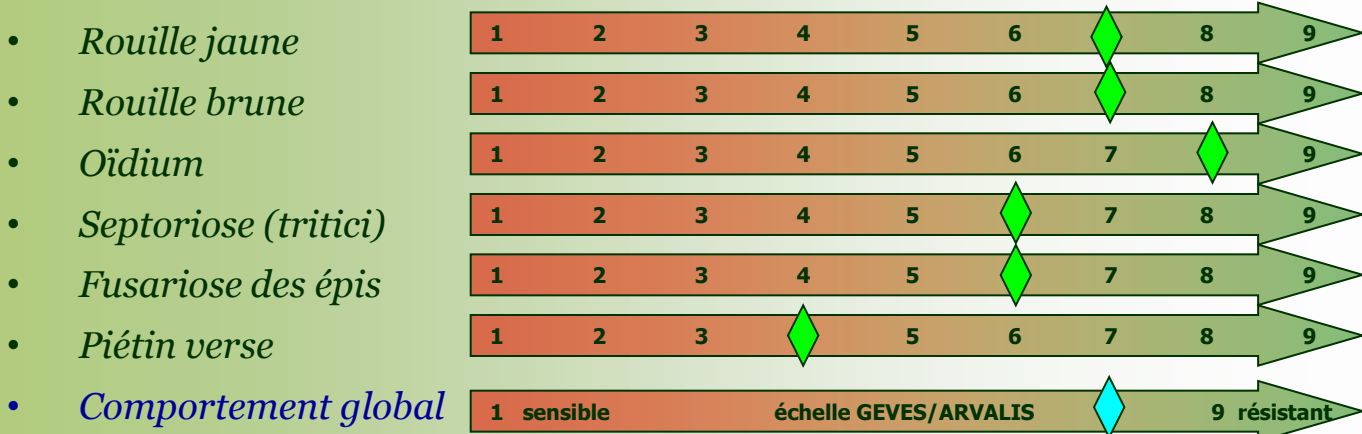 • Rouille jaune 1 2 3 4 5 6 8 9
• Rouille brune 1 2 3 4 5 6 8 9
• Oïdium 1 2 3 4 5 6 7 9
• Septoriose (tritici) 1 2 3 4 5 7 8 9
• Fusariose des épis 1 2 3 4 5 7 8 9
• Piétin verse 1 2 3 5 6 7 8 9
• Comportement global 1 sensible échelle GEVES/ARVALIS 9 résistant